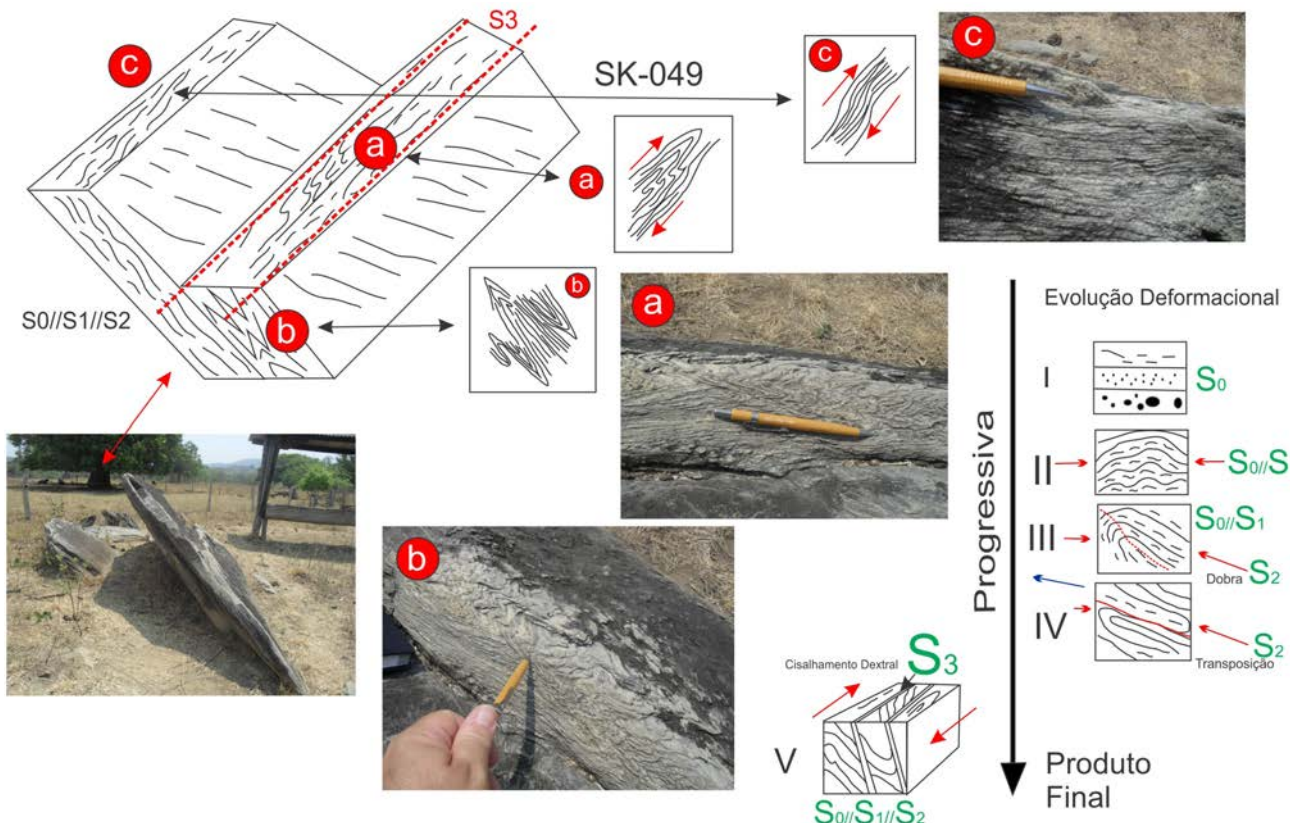 S3
c
SK-049
c
c
a
a
b
b
S0//S1//S2
a
b
Evolução Deformacional
Progressiva
I
S0
II
S0//S
III
S0//S1
Dobra
S2
IV
S2
Transposição
Cisalhamento Dextral
S3
V
S0//S1//S2
Produto
Final